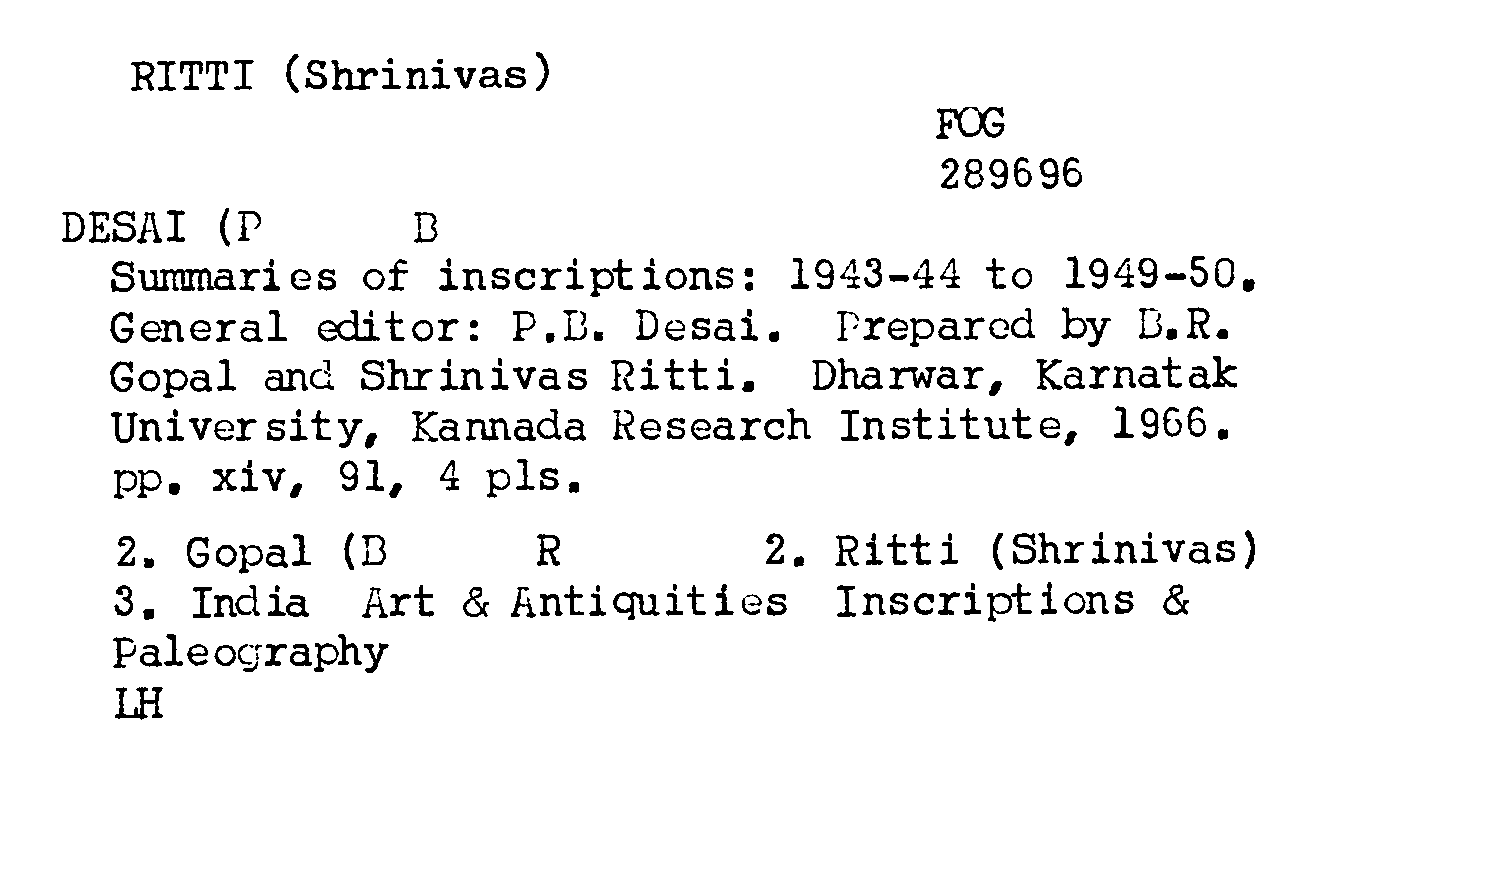 RITTI (Shrinivas)
FOG
289696
DESAI (P B
Summaries of inscriptions: 1943-44 to 1949-50.
General editor: P.B. Desai. Prepared by B.R.
Gopal and Shrinivas Ritti. Dharwar, Karnatak
University, Kannada Research Institute, 1966.
pp. xiv, 91, 4 pls.
2. Gopal (B R 2. Ritti (Shrinivas)
3. India Art & Antiquities Inscriptions &
Paleography
LH